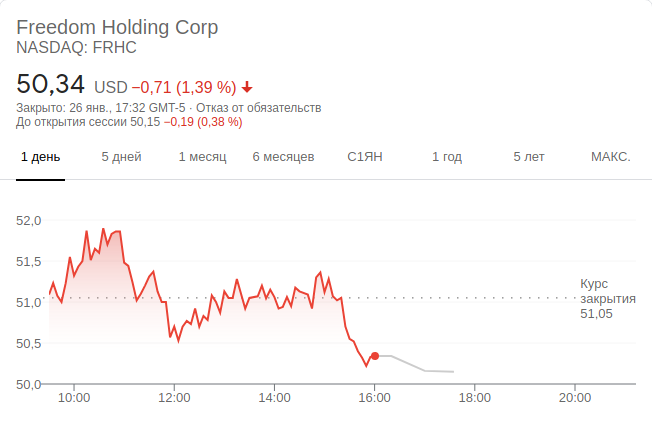 Freedom Holding Corp
NASDAQ: FRHC
50,34 USD −0,71 (1,39 %)
Закрыто: 26 янв., 17:32 GMT-5 · Отказ от обязательств
До открытия сессии 50,15 −0,19 (0,38 %)
1 день 5 дней 1 месяц 6 месяцев С1ЯН 1 год 5 лет МАКС.
52,0
51,5
51,0
50,5
50,0
Курс
закрытия
51,05
10:00 12:00 14:00 16:00 18:00 20:00